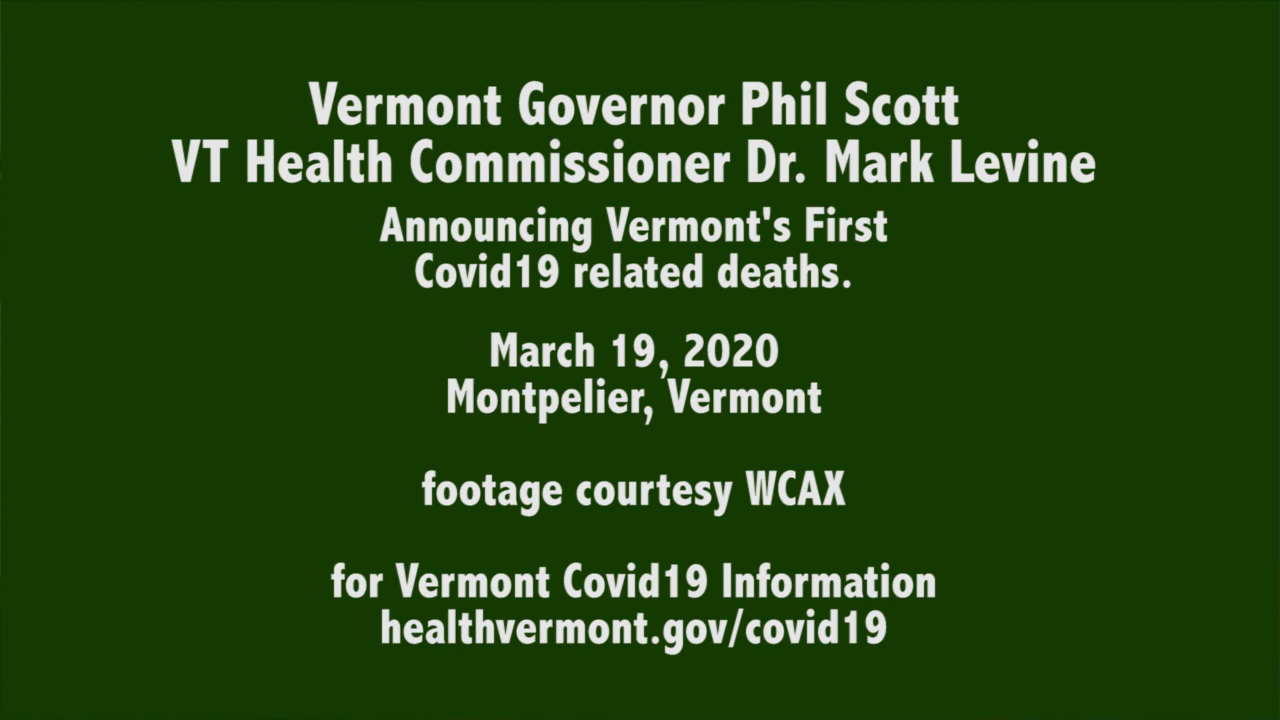 Vermont Governor Phil Scott
VT Health Commissioner Dr. Mark Levine
Announcing Vermont's First
Covid19 related deaths.
March 19, 2020
Montpelier, Vermont
footage courtesy WCAX
for Vermont Covid19 Information
healthvermont.gov/covid19